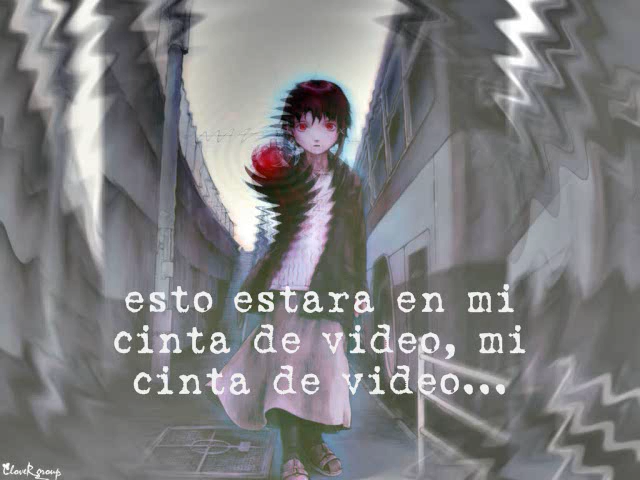 esto estara en mi
cinta de video, mi
cinta de video...
CloveR group